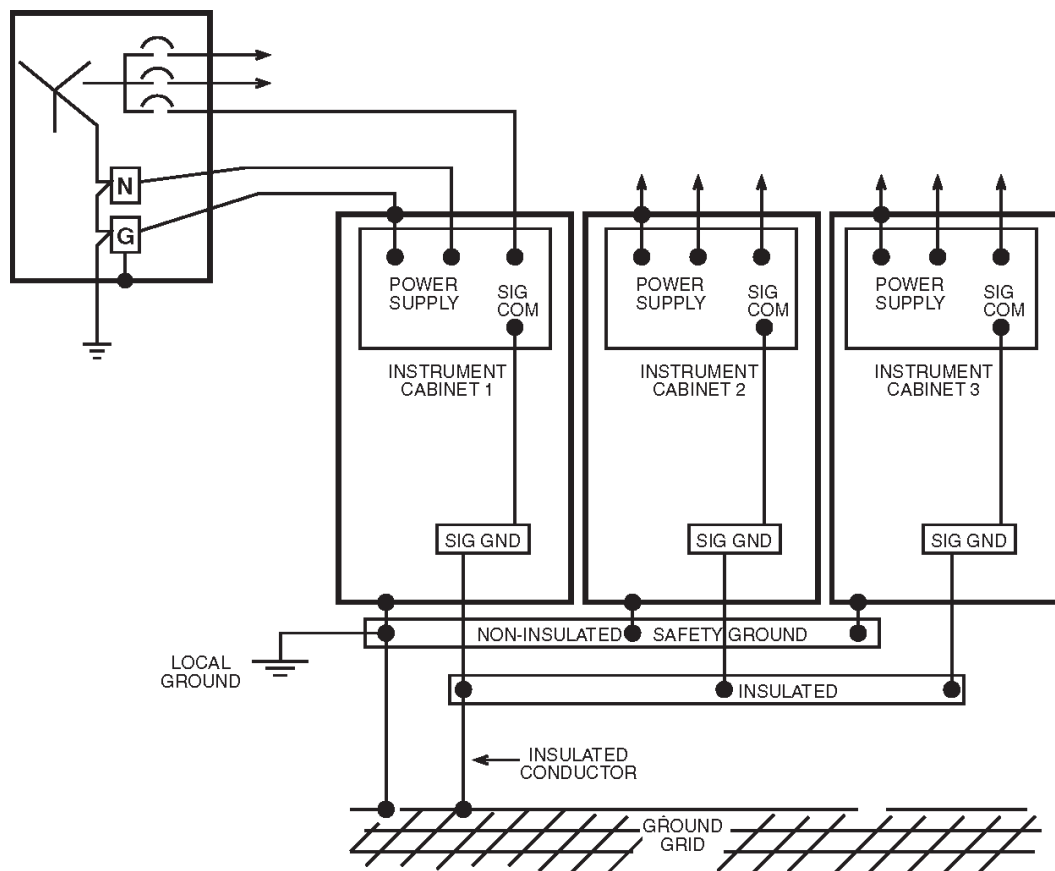 N
G
POWER
SUPPLY
SIG
COM
INSTRUMENT
CABINET 1
SIG GND
POWER
SUPPLY
SIG
COM
INSTRUMENT
CABINET 2
SIG GND
POWER
SUPPLY
SIG
COM
INSTRUMENT
CABINET 3
SIG GND
NON-INSULATED SAFETY GROUND
LOCAL
GROUND
INSULATED
INSULATED
CONDUCTOR
GROUND
GRID